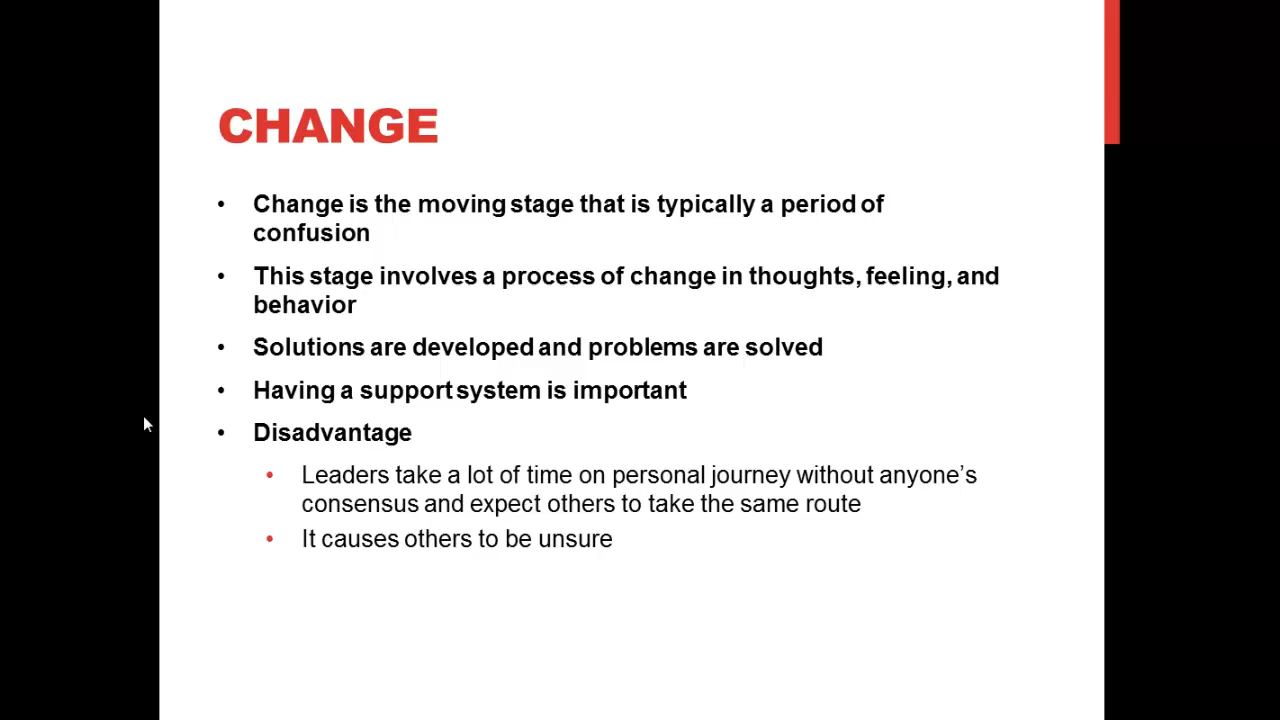 CHANGE
• Change is the moving stage that is typically a period of
confusion
• This stage involves a process of change in thoughts, feeling, and
behavior
• Solutions are developed and problems are solved
• Having a support system is important
• Disadvantage
• Leaders take a lot of time on personal journey without anyone’s
consensus and expect others to take the same route
• It causes others to be unsure